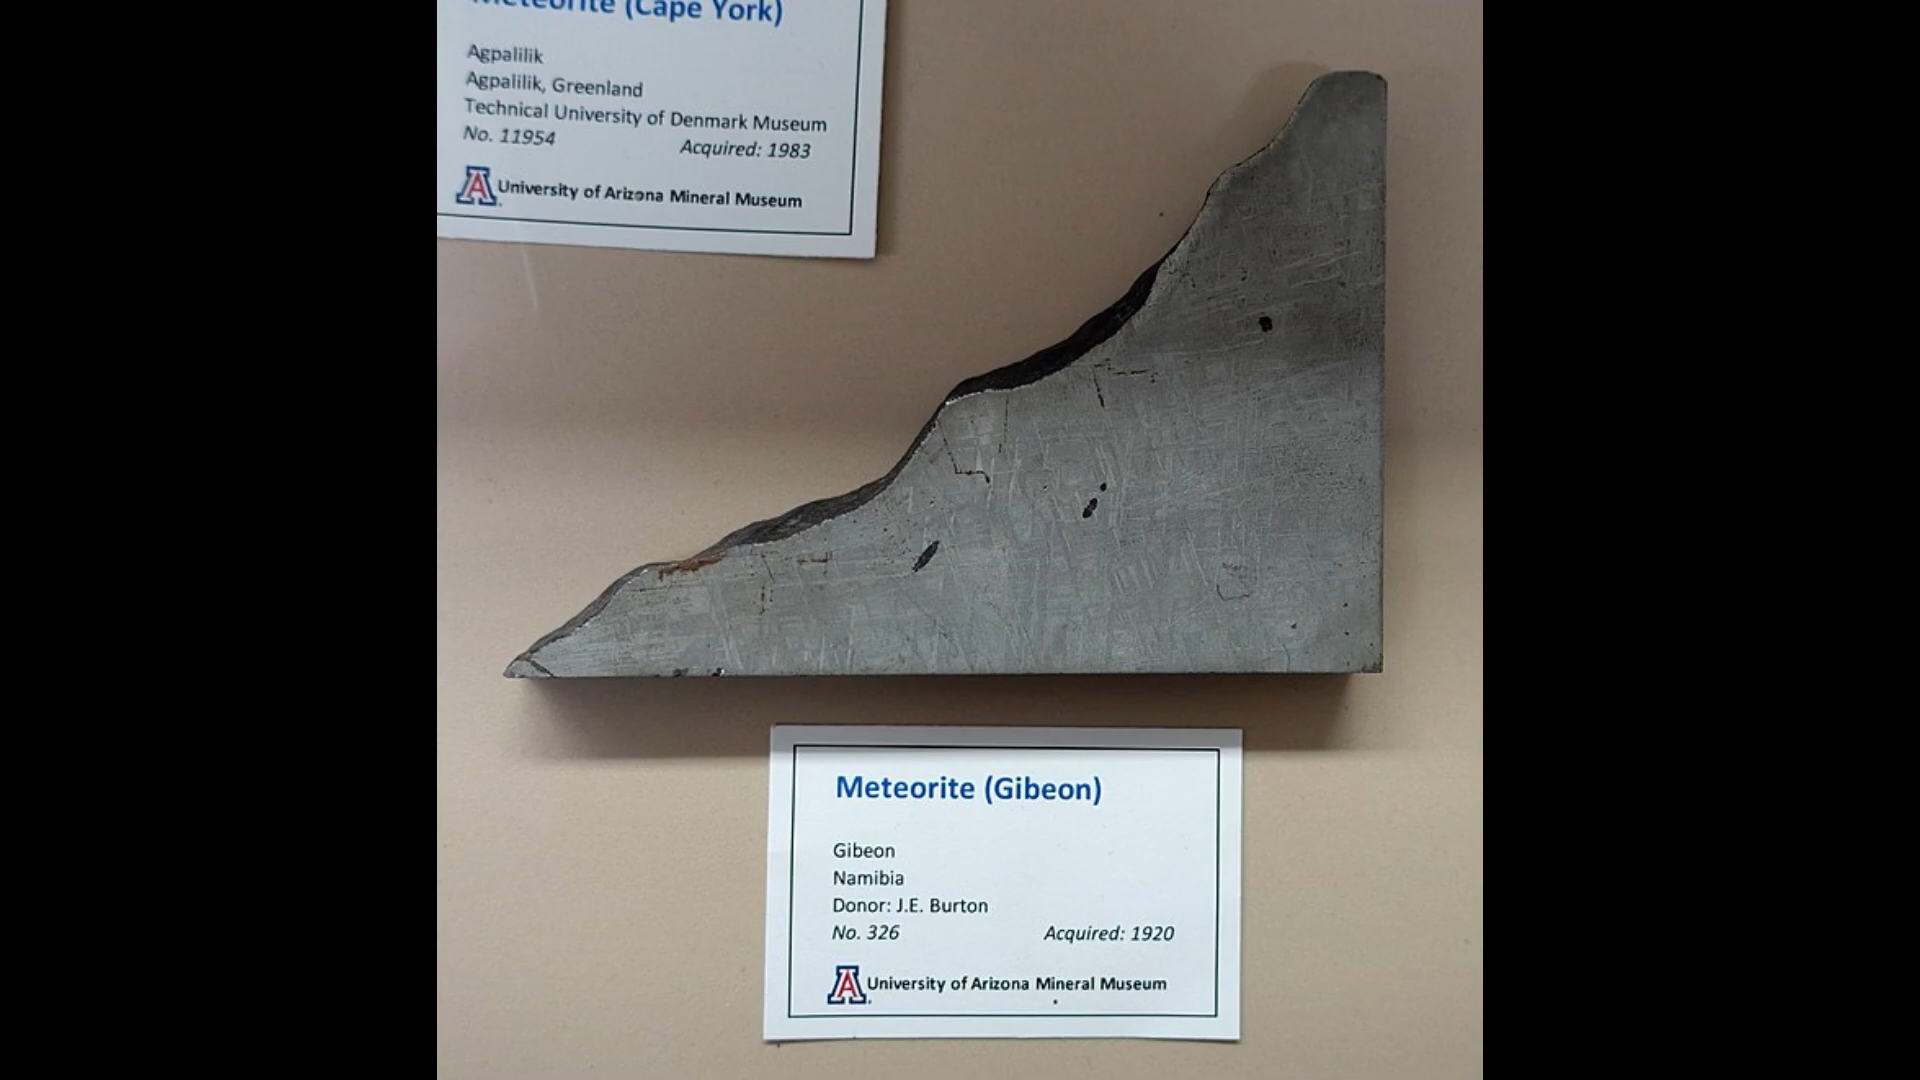 Meteorite (Cape York)
Agpalilik
Agpalilik, Greenland
Technical University of Denmark Museum
No. 11954 Acquired: 1983
A University of Arizona Mineral Museum
Meteorite (Gibeon)
Gibeon
Namibia
Donor: J.E. Burton
No. 326 Acquired: 1920
A University of Arizona Mineral Museum